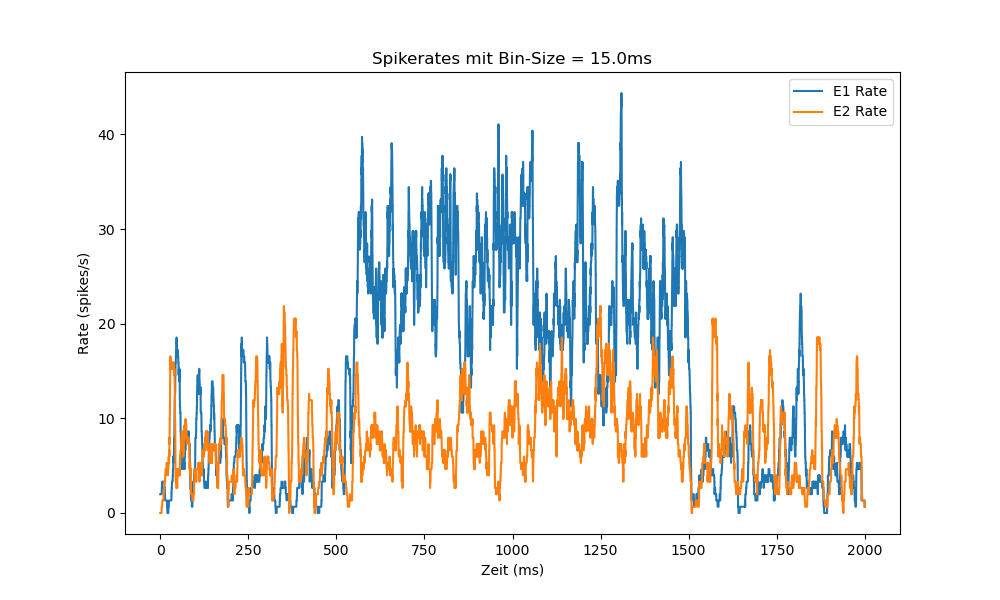 Spikerates mit Bin-Size = 15.0ms
E1 Rate
E2 Rate
Rate (spikes/s)
40
30
20
10
0
0 250 500 750 1000 1250 1500 1750 2000
Zeit (ms)